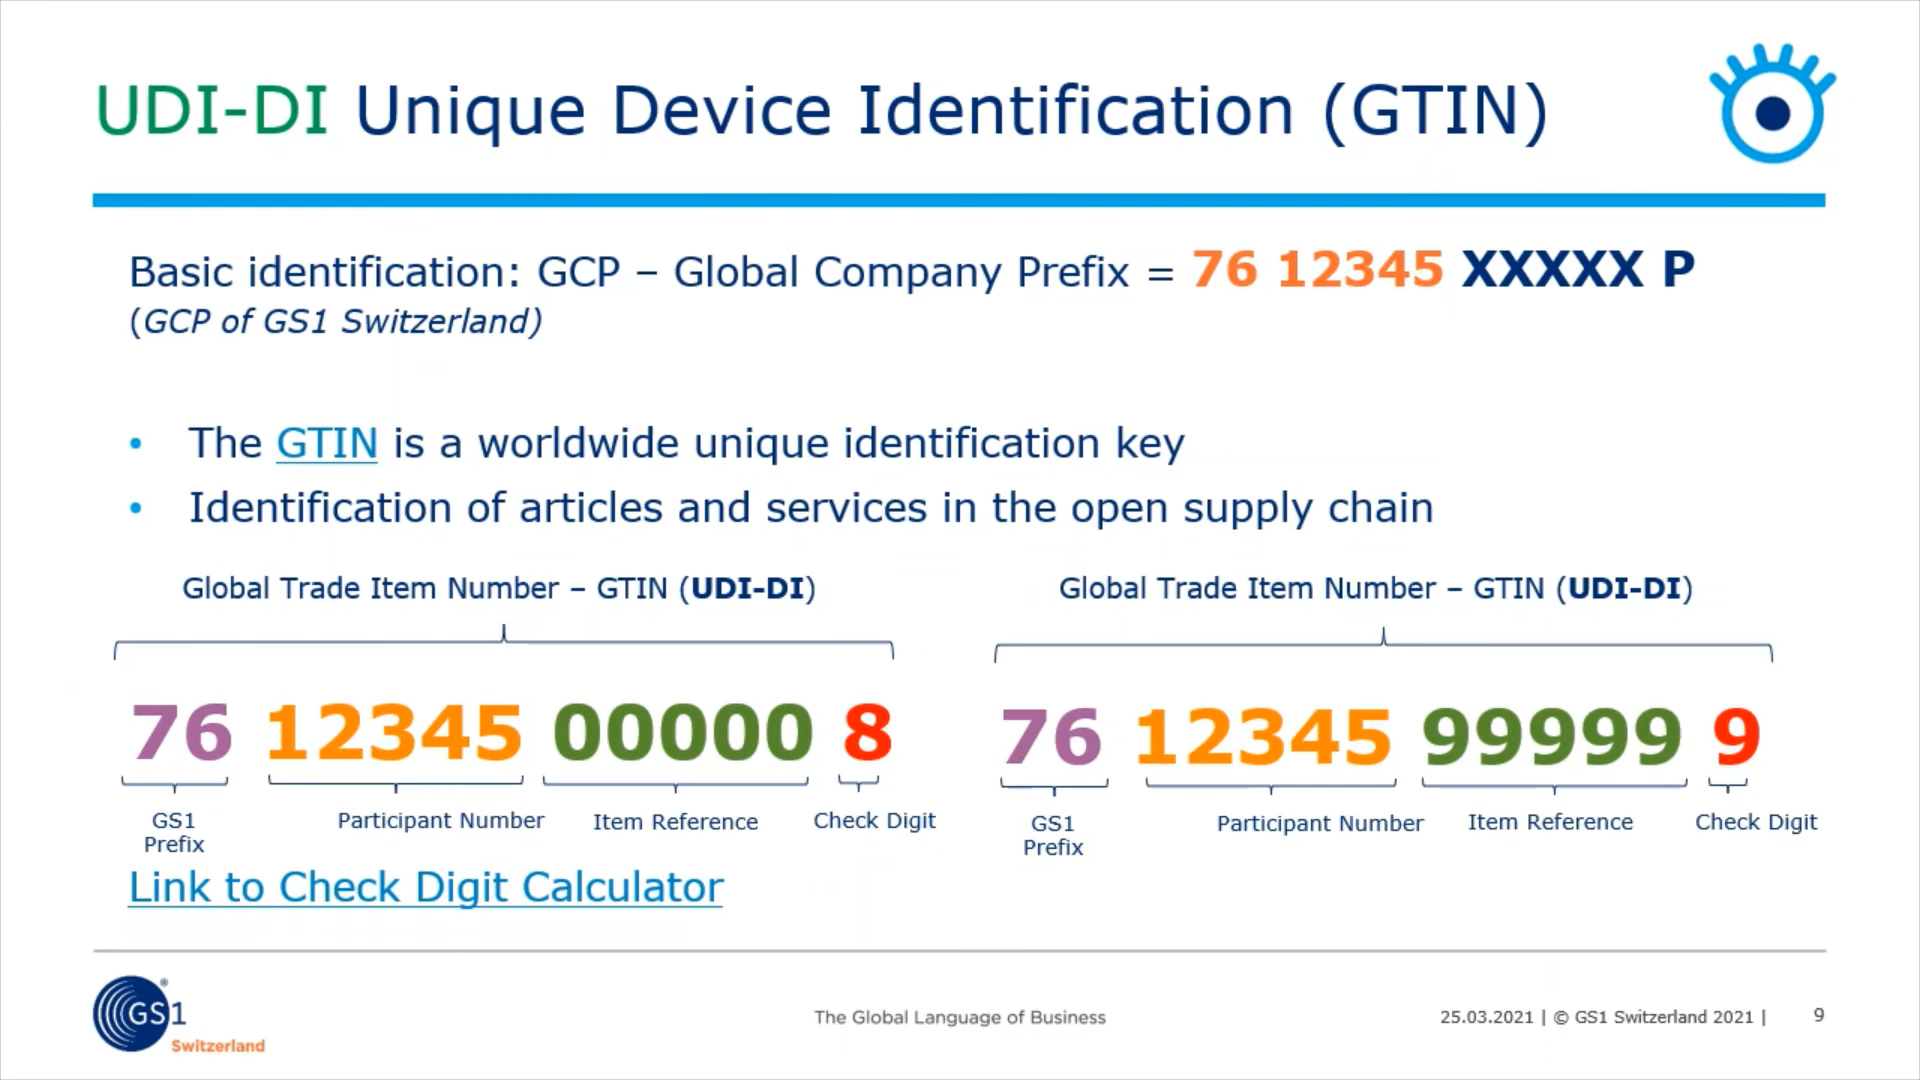 UDI-DI Unique Device Identification (GTIN)
Basic identification: GCP – Global Company Prefix = 76 12345 XXXXX P
(GCP of GS1 Switzerland)
• The GTIN is a worldwide unique identification key
• Identification of articles and services in the open supply chain
Global Trade Item Number – GTIN (UDI-DI)
76 12345 00000 8
GS1 Prefix
Participant Number
Item Reference
Check Digit
Global Trade Item Number – GTIN (UDI-DI)
76 12345 99999 9
GS1 Prefix
Participant Number
Item Reference
Check Digit
Link to Check Digit Calculator
GS1®
Switzerland
The Global Language of Business
25.03.2021 | © GS1 Switzerland 2021 |
9